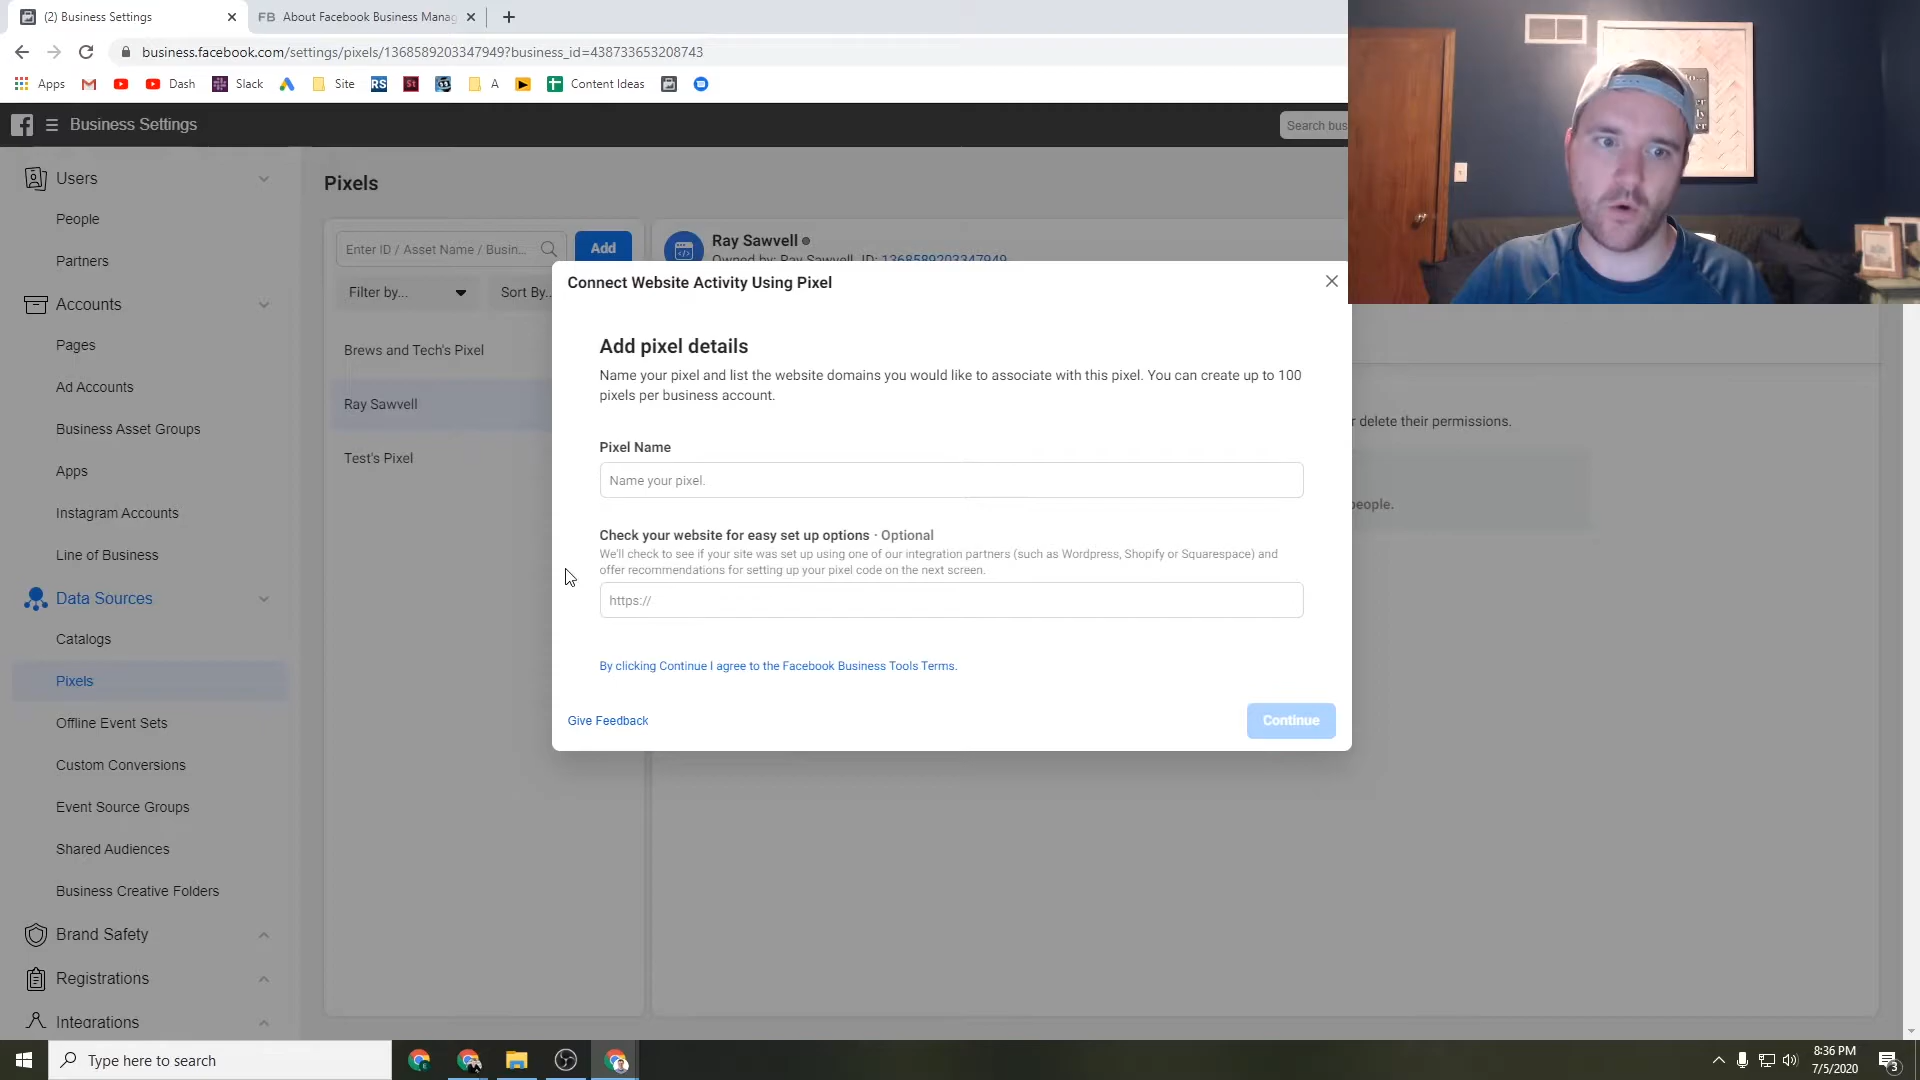 (2) Business Settings
FB About Facebook Business Manag
business.facebook.com/settings/pixels/1368589203347949?business_id=438733653208743
Apps
Dash
Slack
Site
RS
St
A
Content Ideas
Business Settings
Search bus
Users
People
Partners
Accounts
Pages
Ad Accounts
Business Asset Groups
Apps
Instagram Accounts
Line of Business
Data Sources
Catalogs
Pixels
Offline Event Sets
Custom Conversions
Event Source Groups
Shared Audiences
Business Creative Folders
Brand Safety
Registrations
Integrations
Pixels
Enter ID / Asset Name / Busin...
Add
Filter by...
Sort By...
Brews and Tech's Pixel
Ray Sawvell
Test's Pixel
Ray Sawvell
Owned by: Ray Sawvell ID: 1368589203347949
r delete their permissions.
people.
Connect Website Activity Using Pixel
Add pixel details
Name your pixel and list the website domains you would like to associate with this pixel. You can create up to 100
pixels per business account.
Pixel Name
Name your pixel.
Check your website for easy set up options · Optional
We'll check to see if your site was set up using one of our integration partners (such as Wordpress, Shopify or Squarespace) and
offer recommendations for setting up your pixel code on the next screen.
https://
By clicking Continue I agree to the Facebook Business Tools Terms.
Give Feedback
Continue
Type here to search
8:36 PM
7/5/2020
3